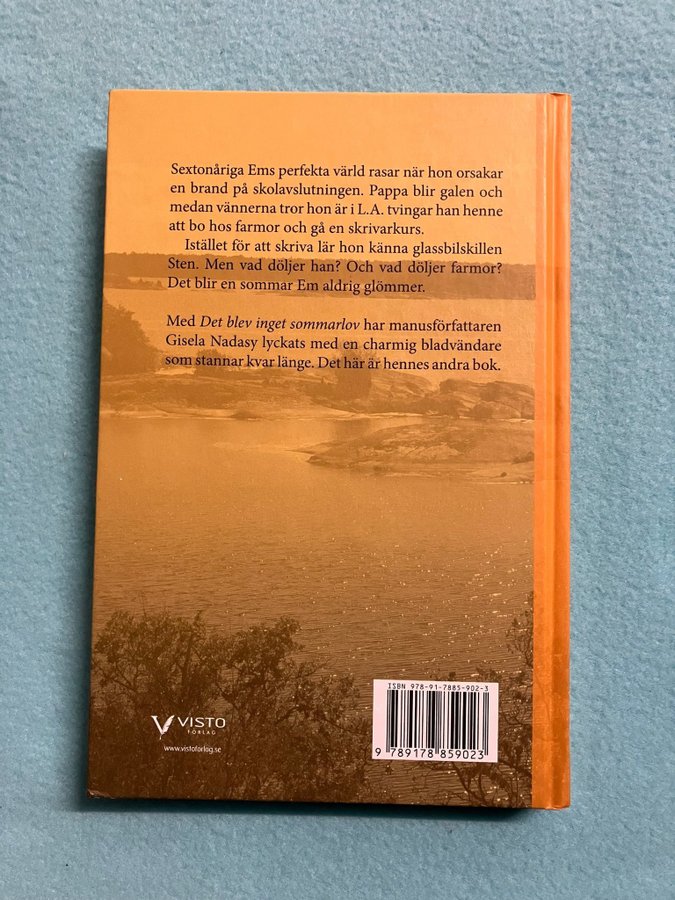 Sextonåriga Ems perfekta värld rasar när hon orsakar
en brand på skolavslutningen. Pappa blir galen och
medan vännerna tror hon är i L.A. tvingar han henne
att bo hos farmor och gå en skrivarkurs.
Istället för att skriva lär hon känna glassbilskillen
Sten. Men vad döljer han? Och vad döljer farmor?
Det blir en sommar Em aldrig glömmer.
Med Det blev inget sommarlov har manusförfattaren
Gisela Nadasy lyckats med en charmig bladvändare
som stannar kvar länge. Det här är hennes andra bok.
ISBN 978-91-7885-902-3
9 789178 859023
VISTO
FÖRLAG
www.vistoforlag.se